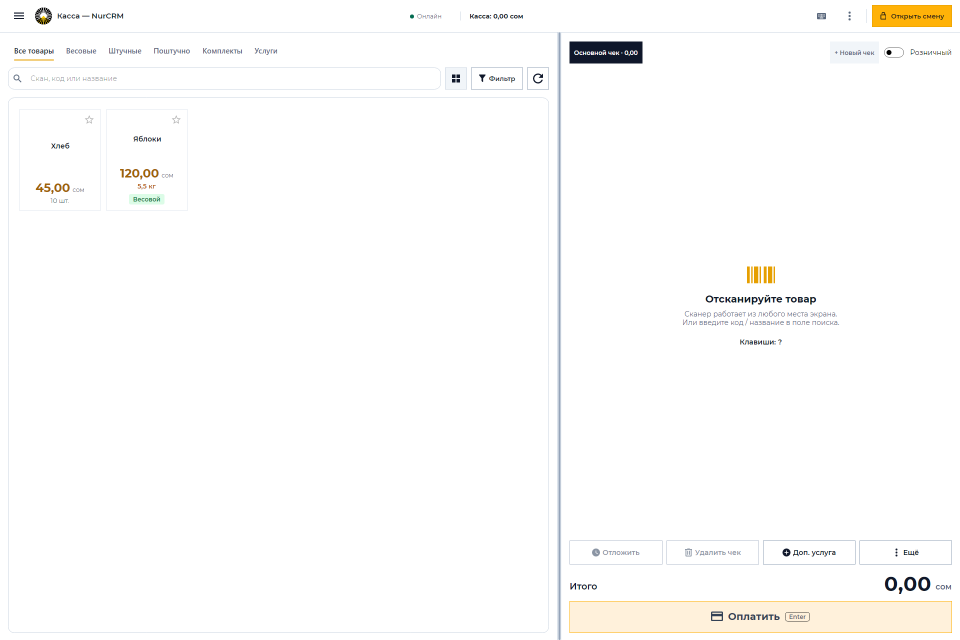 Касса — NurCRM
Онлайн
Касса: 0,00 сом
Открыть смену
Все товары Весовые Штучные Поштучно Комплекты Услуги
Скан, код или название
Фильтр
Хлеб
45,00 сом
10 шт.
Яблоки
120,00 сом
5,5 кг
Весовой
Основной чек · 0,00
+ Новый чек
Розничный
Отсканируйте товар
Сканер работает из любого места экрана.
Или введите код / название в поле поиска.
Клавиши: ?
Отложить
Удалить чек
Доп. услуга
Ещё
Итого
0,00 сом
Оплатить Enter